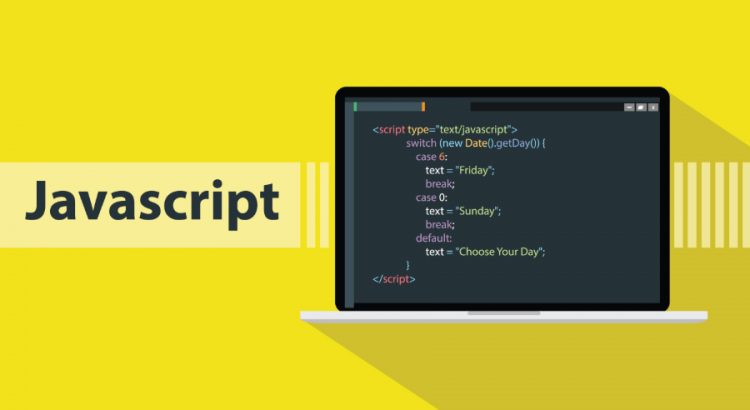 Javascript
<script type="text/javascript">
switch (new Date().getDay()) {
case 6:
text = "Friday";
break;
case 0:
text = "Sunday";
break;
default:
text = "Choose Your Day";
}
</script>